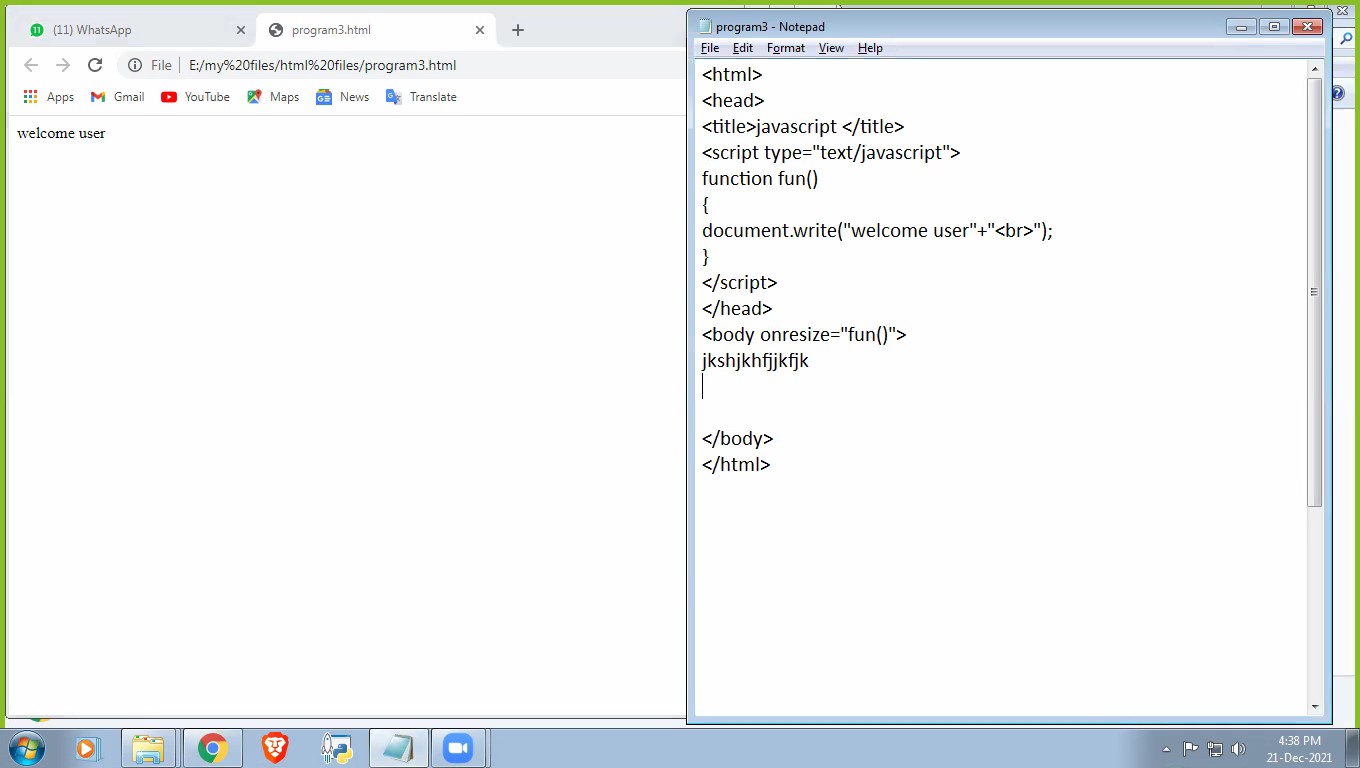 (11) WhatsApp
program3.html
File
E:/my%20files/html%20files/program3.html
Apps
Gmail
YouTube
Maps
News
Translate
welcome user
program3 - Notepad
File Edit Format View Help
<html>
<head>
<title>javascript </title>
<script type="text/javascript">
function fun()
{
document.write("welcome user"+"<br>");
}
</script>
</head>
<body onresize="fun()">
jkshjkhfjjkfjk
</body>
</html>
4:38 PM
21-Dec-2021